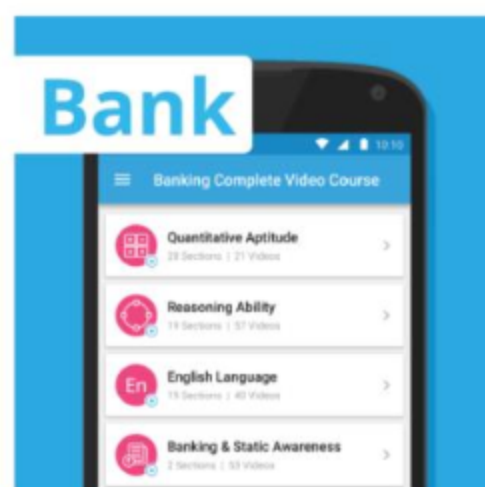 Bank
10:10
Banking Complete Video Course
Quantitative Aptitude
28 Sections | 21 Videos
Reasoning Ability
19 Sections | 57 Videos
En
English Language
19 Sections | 40 Videos
Banking & Static Awareness
2 Sections | 53 Videos